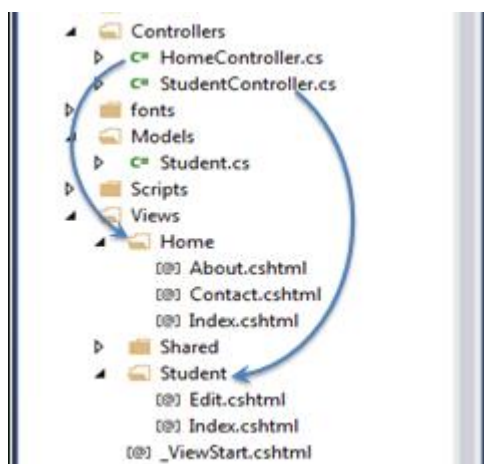 Controllers
C# HomeController.cs
C# StudentController.cs
fonts
Models
C# Student.cs
Scripts
Views
Home
[@] About.cshtml
[@] Contact.cshtml
[@] Index.cshtml
Shared
Student
[@] Edit.cshtml
[@] Index.cshtml
[@] _ViewStart.cshtml